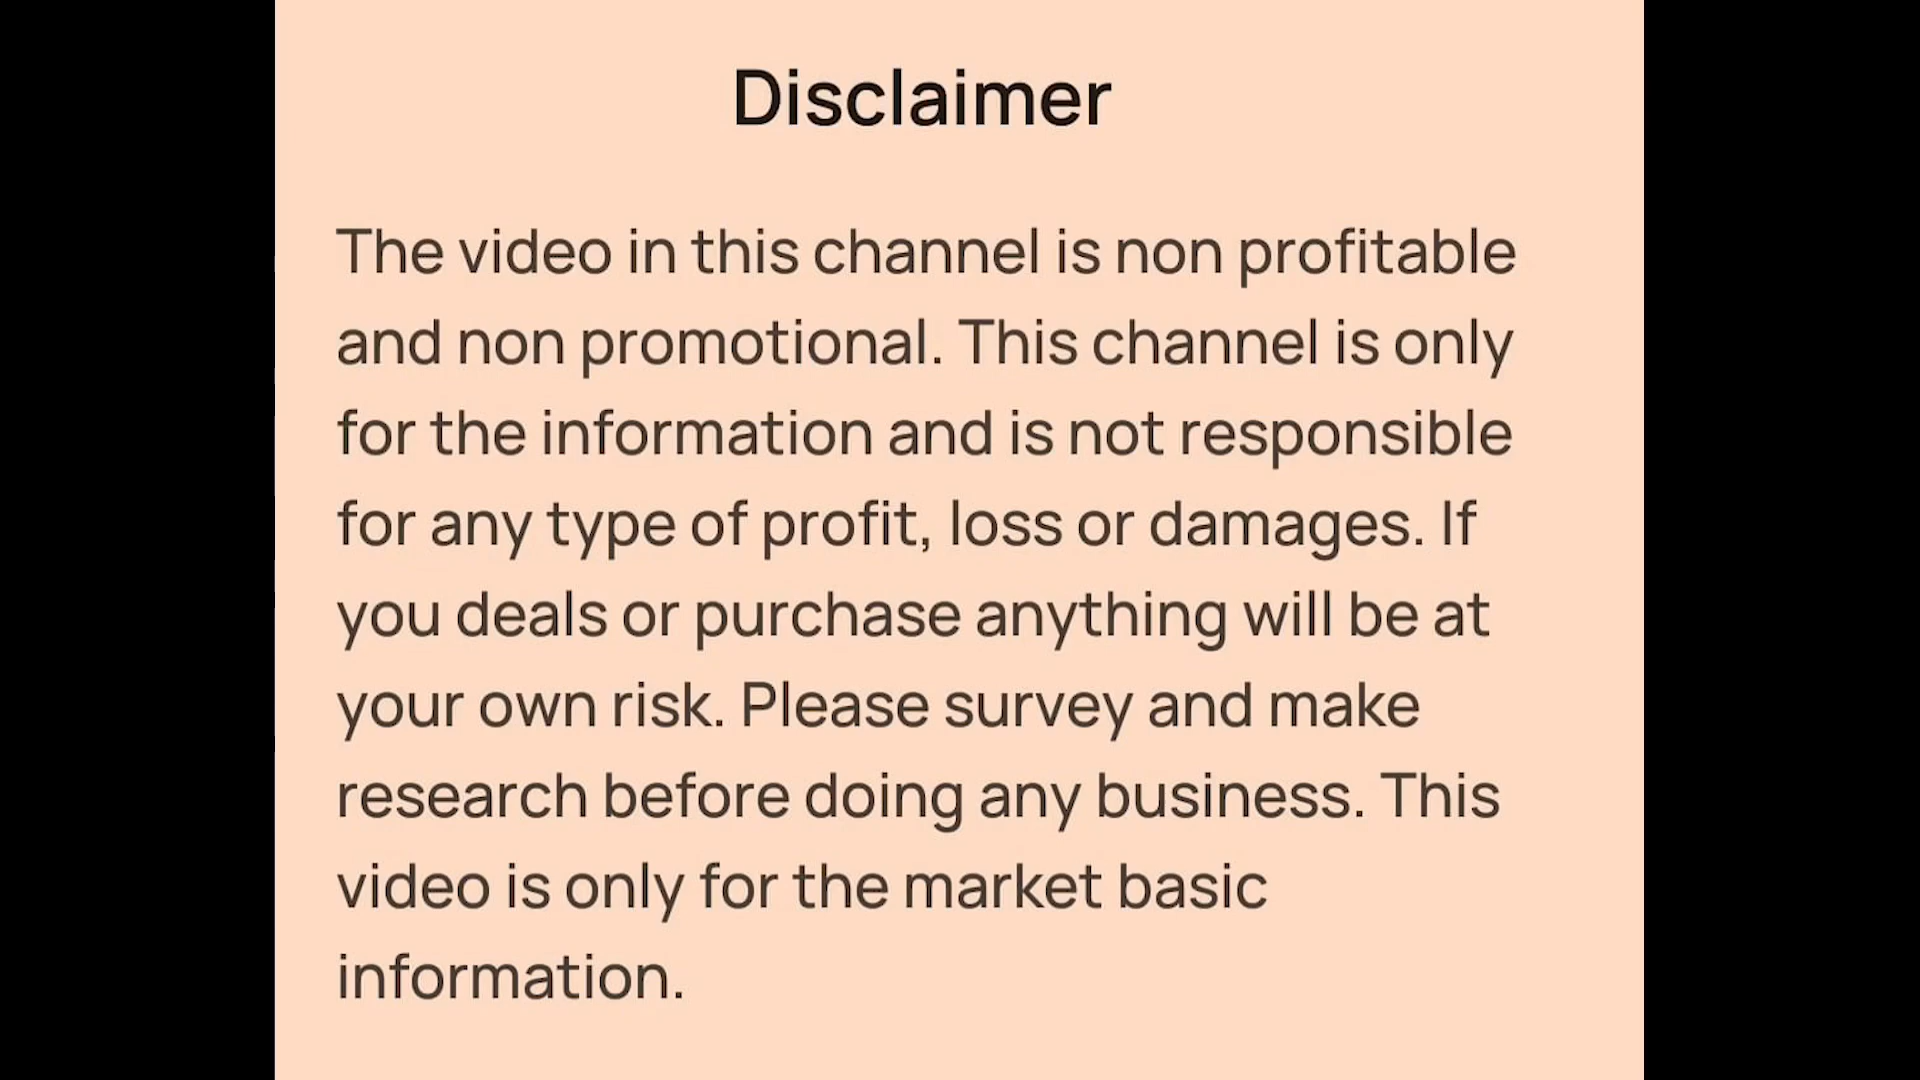 Disclaimer
The video in this channel is non profitable
and non promotional. This channel is only
for the information and is not responsible
for any type of profit, loss or damages. If
you deals or purchase anything will be at
your own risk. Please survey and make
research before doing any business. This
video is only for the market basic
information.